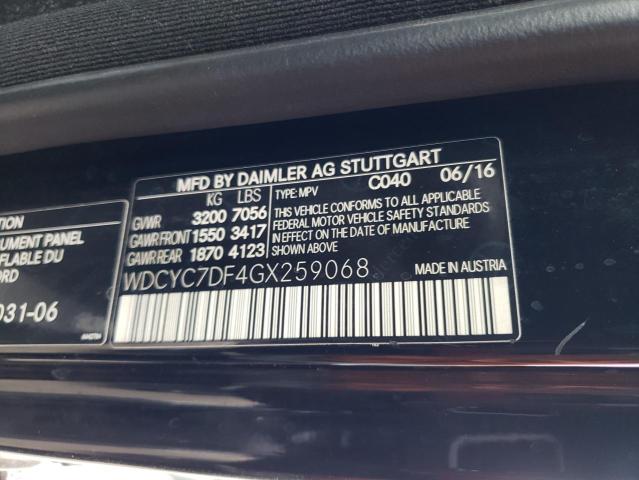 MFD BY DAIMLER AG STUTTGART
KG LBS
GVWR 3200 7056
GAWR FRONT 1550 3417
GAWR REAR 1870 4123
TYPE: MPV C040 06/16
THIS VEHICLE CONFORMS TO ALL APPLICABLE
FEDERAL MOTOR VEHICLE SAFETY STANDARDS
IN EFFECT ON THE DATE OF MANUFACTURE
SHOWN ABOVE
WDCYC7DF4GX259068
MADE IN AUSTRIA
TION
UMENT PANEL
FLABLE DU
ORD
031-06